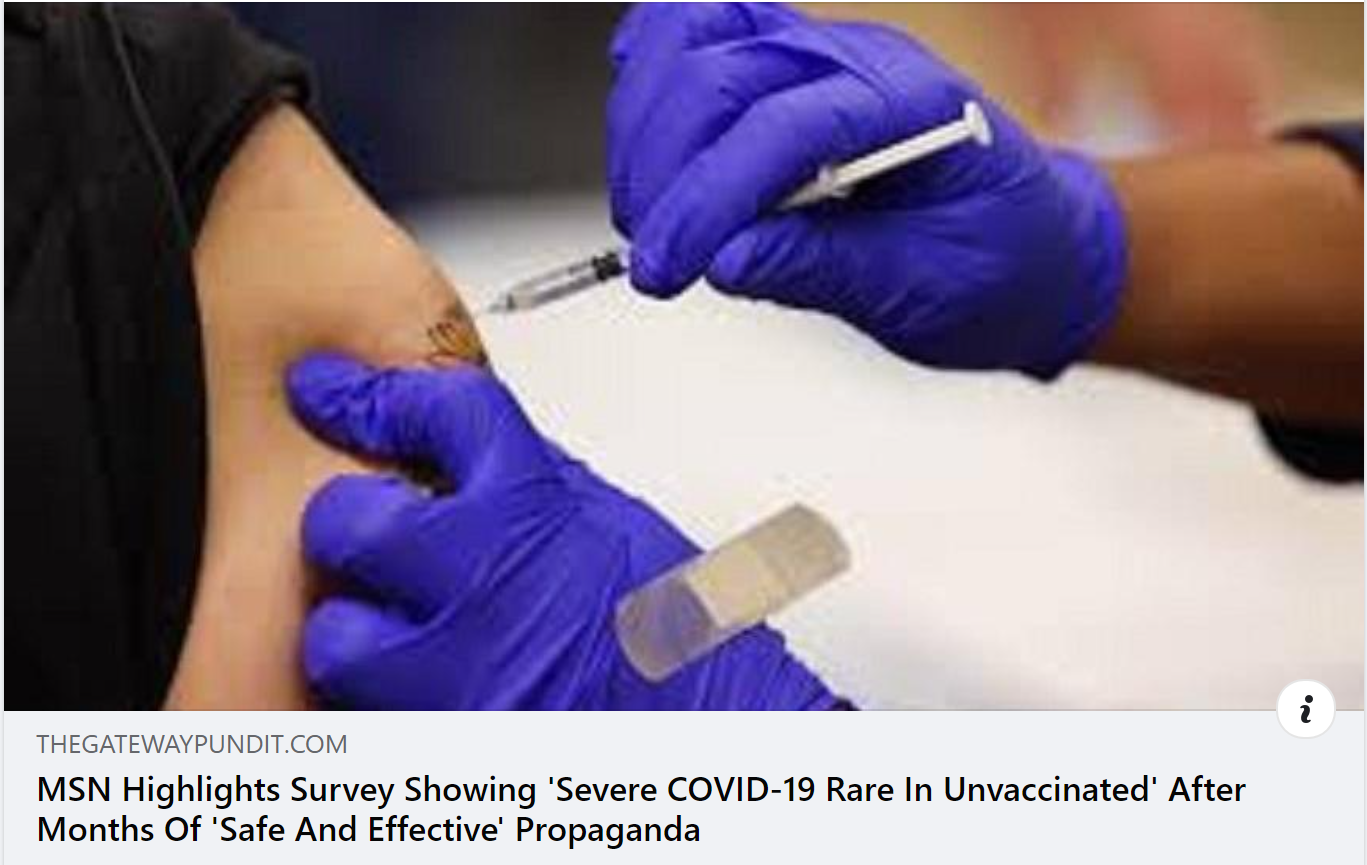 THEGATEWAYPUNDIT.COM
MSN Highlights Survey Showing 'Severe COVID-19 Rare In Unvaccinated' After
Months Of 'Safe And Effective' Propaganda